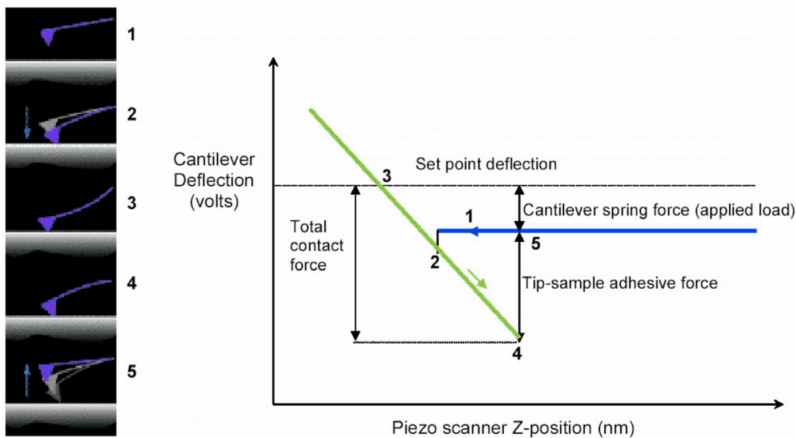 1
2
3
4
5
Cantilever
Deflection
(volts)
3
Set point deflection
Total
contact
force
1
Cantilever spring force (applied load)
2
5
Tip-sample adhesive force
4
Piezo scanner Z-position (nm)